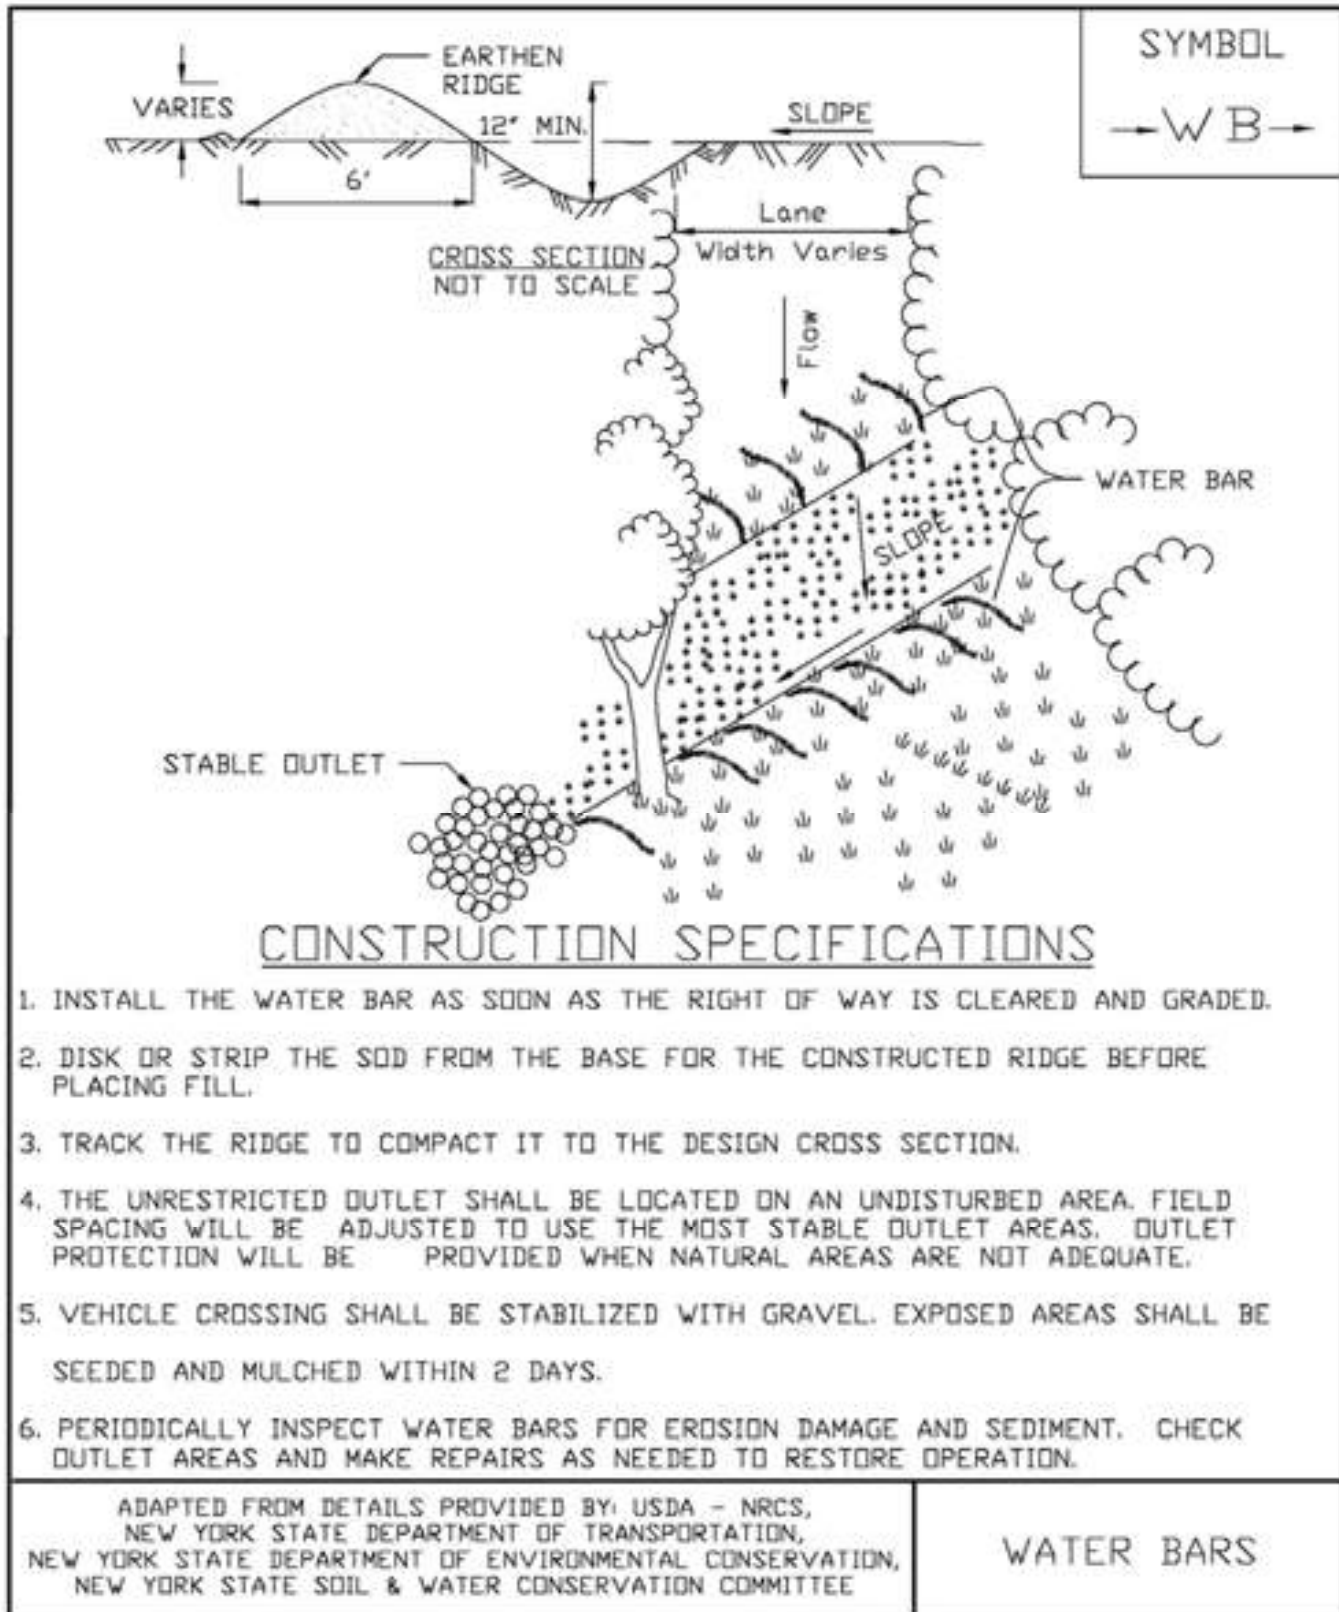 SYMBOL
W B
EARTHEN
RIDGE
VARIES
12" MIN.
SLOPE
6'
CROSS SECTION
NOT TO SCALE
Lane
Width Varies
Flow
WATER BAR
SLOPE
STABLE OUTLET
CONSTRUCTION SPECIFICATIONS
1. INSTALL THE WATER BAR AS SOON AS THE RIGHT OF WAY IS CLEARED AND GRADED.
2. DISK OR STRIP THE SOD FROM THE BASE FOR THE CONSTRUCTED RIDGE BEFORE
PLACING FILL.
3. TRACK THE RIDGE TO COMPACT IT TO THE DESIGN CROSS SECTION.
4. THE UNRESTRICTED OUTLET SHALL BE LOCATED ON AN UNDISTURBED AREA. FIELD
SPACING WILL BE ADJUSTED TO USE THE MOST STABLE OUTLET AREAS. OUTLET
PROTECTION WILL BE PROVIDED WHEN NATURAL AREAS ARE NOT ADEQUATE.
5. VEHICLE CROSSING SHALL BE STABILIZED WITH GRAVEL. EXPOSED AREAS SHALL BE
SEEDED AND MULCHED WITHIN 2 DAYS.
6. PERIODICALLY INSPECT WATER BARS FOR EROSION DAMAGE AND SEDIMENT. CHECK
OUTLET AREAS AND MAKE REPAIRS AS NEEDED TO RESTORE OPERATION.
ADAPTED FROM DETAILS PROVIDED BY: USDA - NRCS,
NEW YORK STATE DEPARTMENT OF TRANSPORTATION,
NEW YORK STATE DEPARTMENT OF ENVIRONMENTAL CONSERVATION,
NEW YORK STATE SOIL & WATER CONSERVATION COMMITTEE
WATER BARS